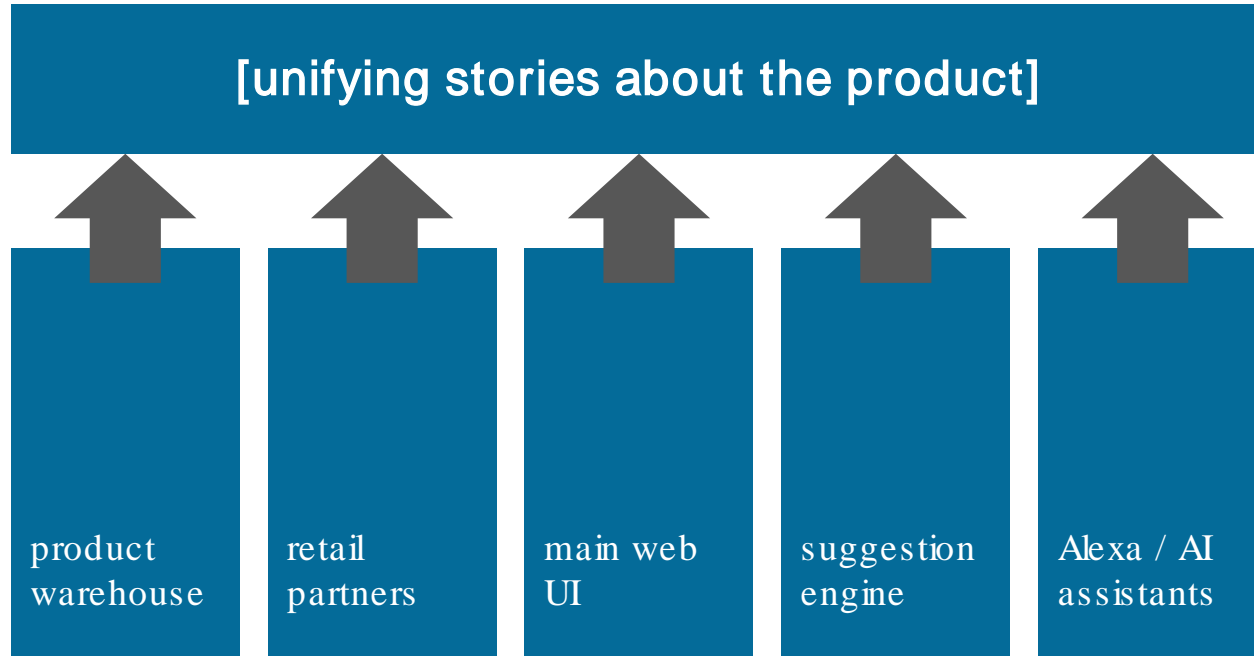 [unifying stories about the product]
product
warehouse
retail
partners
main web
UI
suggestion
engine
Alexa / AI
assistants